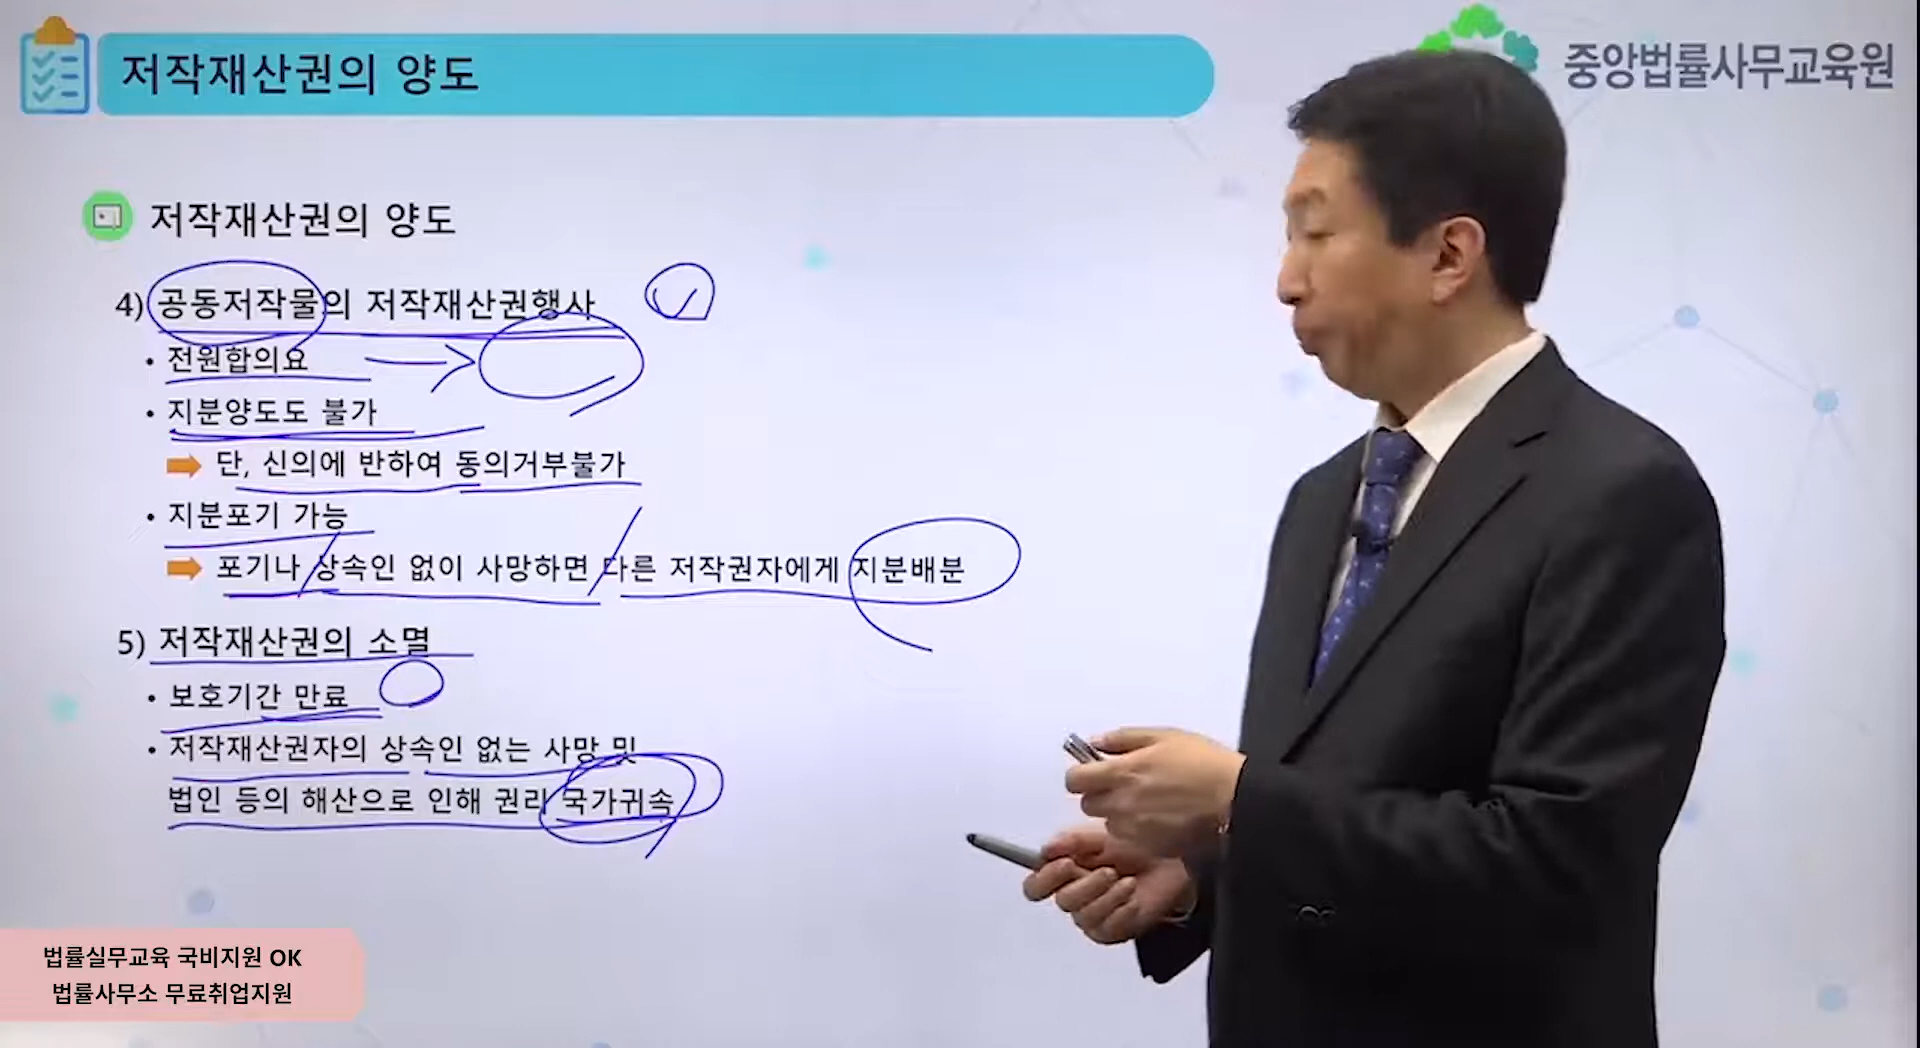 저작재산권의 양도
중앙법률사무교육원
저작재산권의 양도
4) 공동저작물의 저작재산권행사
• 전원합의요
• 지분양도도 불가
단, 신의에 반하여 동의거부불가
• 지분포기 가능
포기나 상속인 없이 사망하면 다른 저작권자에게 지분배분
5) 저작재산권의 소멸
• 보호기간 만료
• 저작재산권자의 상속인 없는 사망 및
법인 등의 해산으로 인해 권리 국가귀속
법률실무교육 국비지원 OK
법률사무소 무료취업지원